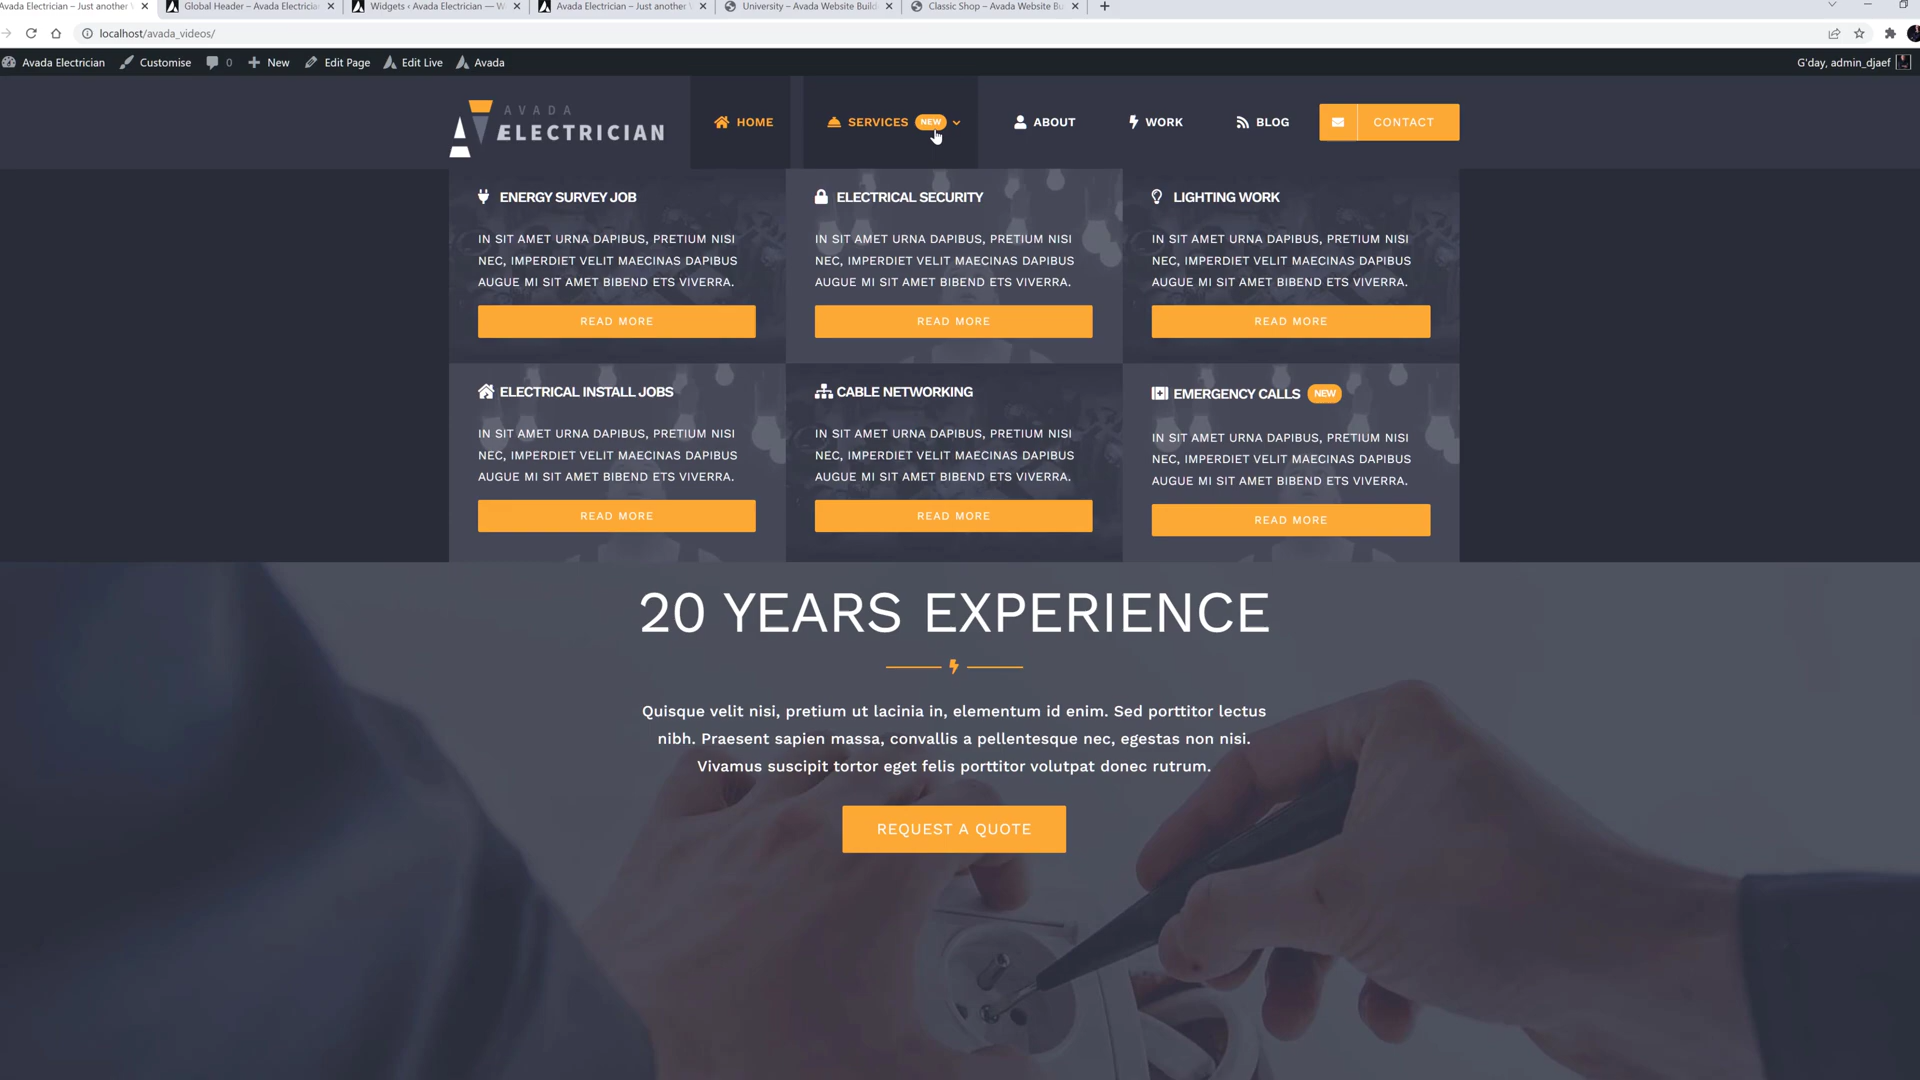 Avada Electrician – Just another
Global Header – Avada Electrician
Widgets ‹ Avada Electrician — W
Avada Electrician – Just another
University – Avada Website Build
Classic Shop – Avada Website Bu
localhost/avada_videos/
Avada Electrician
Customise
0
New
Edit Page
Edit Live
Avada
G'day, admin_djaef
AVADA
ELECTRICIAN
HOME
SERVICES NEW
ABOUT
WORK
BLOG
CONTACT
ENERGY SURVEY JOB
IN SIT AMET URNA DAPIBUS, PRETIUM NISI
NEC, IMPERDIET VELIT MAECINAS DAPIBUS
AUGUE MI SIT AMET BIBEND ETS VIVERRA.
READ MORE
ELECTRICAL SECURITY
IN SIT AMET URNA DAPIBUS, PRETIUM NISI
NEC, IMPERDIET VELIT MAECINAS DAPIBUS
AUGUE MI SIT AMET BIBEND ETS VIVERRA.
READ MORE
LIGHTING WORK
IN SIT AMET URNA DAPIBUS, PRETIUM NISI
NEC, IMPERDIET VELIT MAECINAS DAPIBUS
AUGUE MI SIT AMET BIBEND ETS VIVERRA.
READ MORE
ELECTRICAL INSTALL JOBS
IN SIT AMET URNA DAPIBUS, PRETIUM NISI
NEC, IMPERDIET VELIT MAECINAS DAPIBUS
AUGUE MI SIT AMET BIBEND ETS VIVERRA.
READ MORE
CABLE NETWORKING
IN SIT AMET URNA DAPIBUS, PRETIUM NISI
NEC, IMPERDIET VELIT MAECINAS DAPIBUS
AUGUE MI SIT AMET BIBEND ETS VIVERRA.
READ MORE
EMERGENCY CALLS NEW
IN SIT AMET URNA DAPIBUS, PRETIUM NISI
NEC, IMPERDIET VELIT MAECINAS DAPIBUS
AUGUE MI SIT AMET BIBEND ETS VIVERRA.
READ MORE
20 YEARS EXPERIENCE
Quisque velit nisi, pretium ut lacinia in, elementum id enim. Sed porttitor lectus
nibh. Praesent sapien massa, convallis a pellentesque nec, egestas non nisi.
Vivamus suscipit tortor eget felis porttitor volutpat donec rutrum.
REQUEST A QUOTE